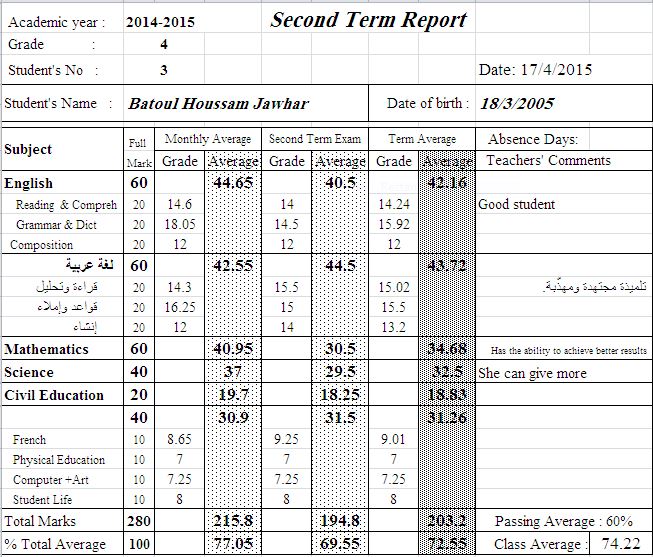 Academic year : 2014-2015 Second Term Report
Grade : 4
Student's No : 3 Date: 17/4/2015
Student's Name : Batoul Houssam Jawhar Date of birth : 18/3/2005
Subject Full Mark Monthly Average Second Term Exam Term Average Absence Days:
Grade Average Grade Average Grade Average Teachers' Comments
English 60 44.65 40.5 42.16
Reading & Compreh 20 14.6 14 14.24 Good student
Grammar & Dict 20 18.05 14.5 15.92
Composition 20 12 12 12
لغة عربية 60 42.55 44.5 43.72
قراءة وتحليل 20 14.3 15.5 15.02 تلميذة مجتهدة ومهذّبة.
قواعد وإملاء 20 16.25 15 15.5
إنشاء 20 12 14 13.2
Mathematics 60 40.95 30.5 34.68 Has the ability to achieve better results
Science 40 37 29.5 32.5 She can give more
Civil Education 20 19.7 18.25 18.83
40 30.9 31.5 31.26
French 10 8.65 9.25 9.01
Physical Education 10 7 7 7
Computer +Art 10 7.25 7.25 7.25
Student Life 10 8 8 8
Total Marks 280 215.8 194.8 203.2 Passing Average : 60%
% Total Average 100 77.05 69.55 72.55 Class Average : 74.22